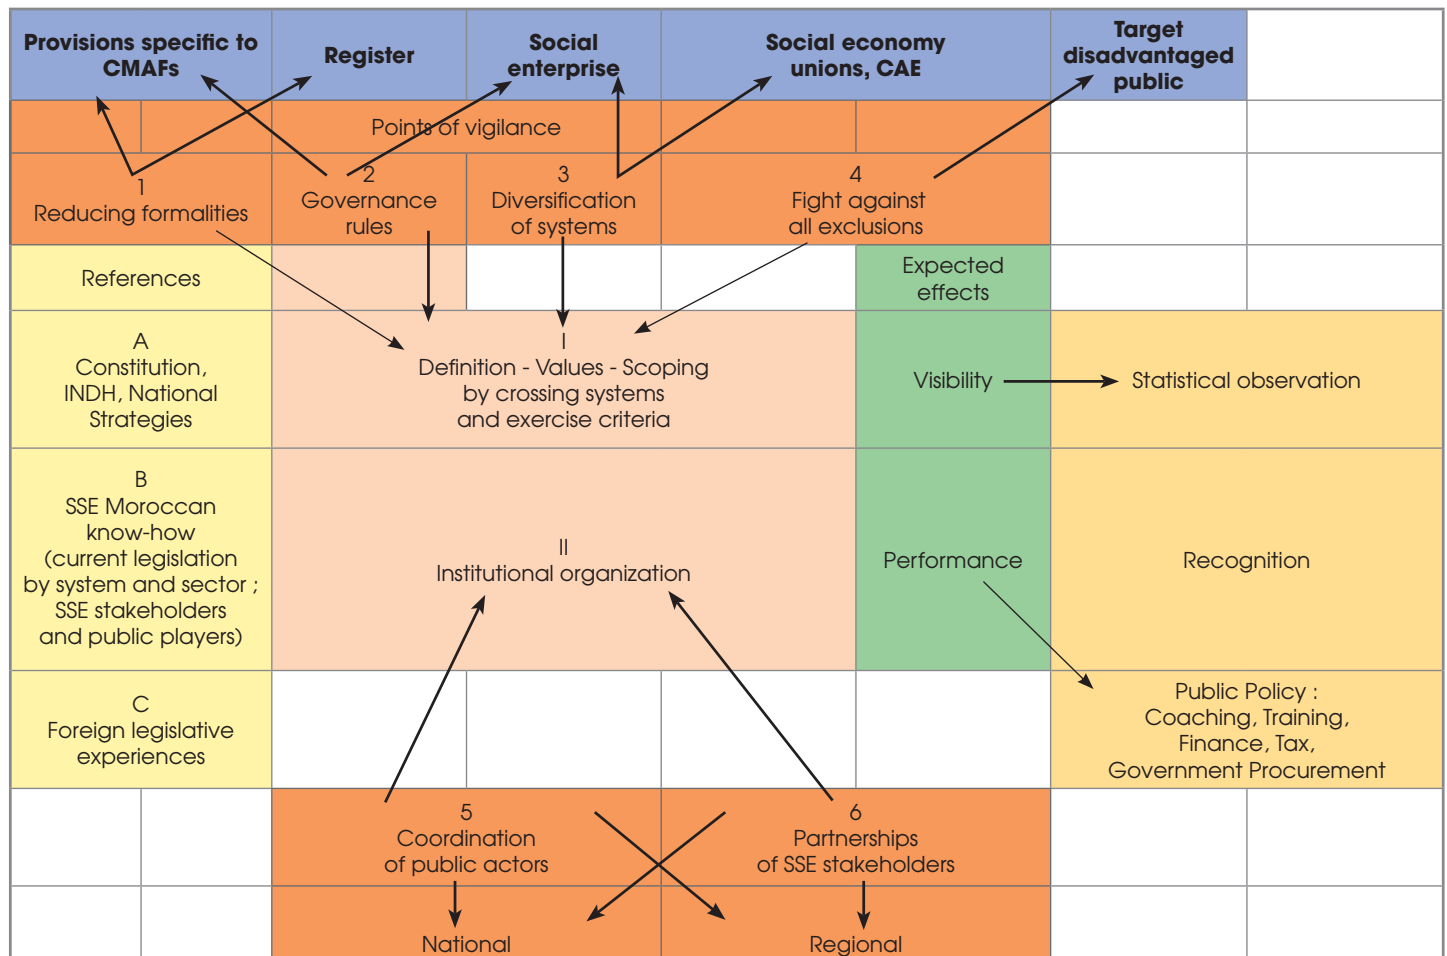 Provisions specific to
CMAFs
Register
Social
enterprise
Social economy
unions, CAE
Target
disadvantaged
public
Points of vigilance
1
Reducing formalities
2
Governance
rules
3
Diversification
of systems
4
Fight against
all exclusions
References
Expected
effects
A
Constitution,
INDH, National
Strategies
I
Definition - Values - Scoping
by crossing systems
and exercise criteria
Visibility
Statistical observation
B
SSE Moroccan
know-how
(current legislation
by system and sector ;
SSE stakeholders
and public players)
II
Institutional organization
Performance
Recognition
C
Foreign legislative
experiences
Public Policy :
Coaching, Training,
Finance, Tax,
Government Procurement
5
Coordination
of public actors
6
Partnerships
of SSE stakeholders
National
Regional